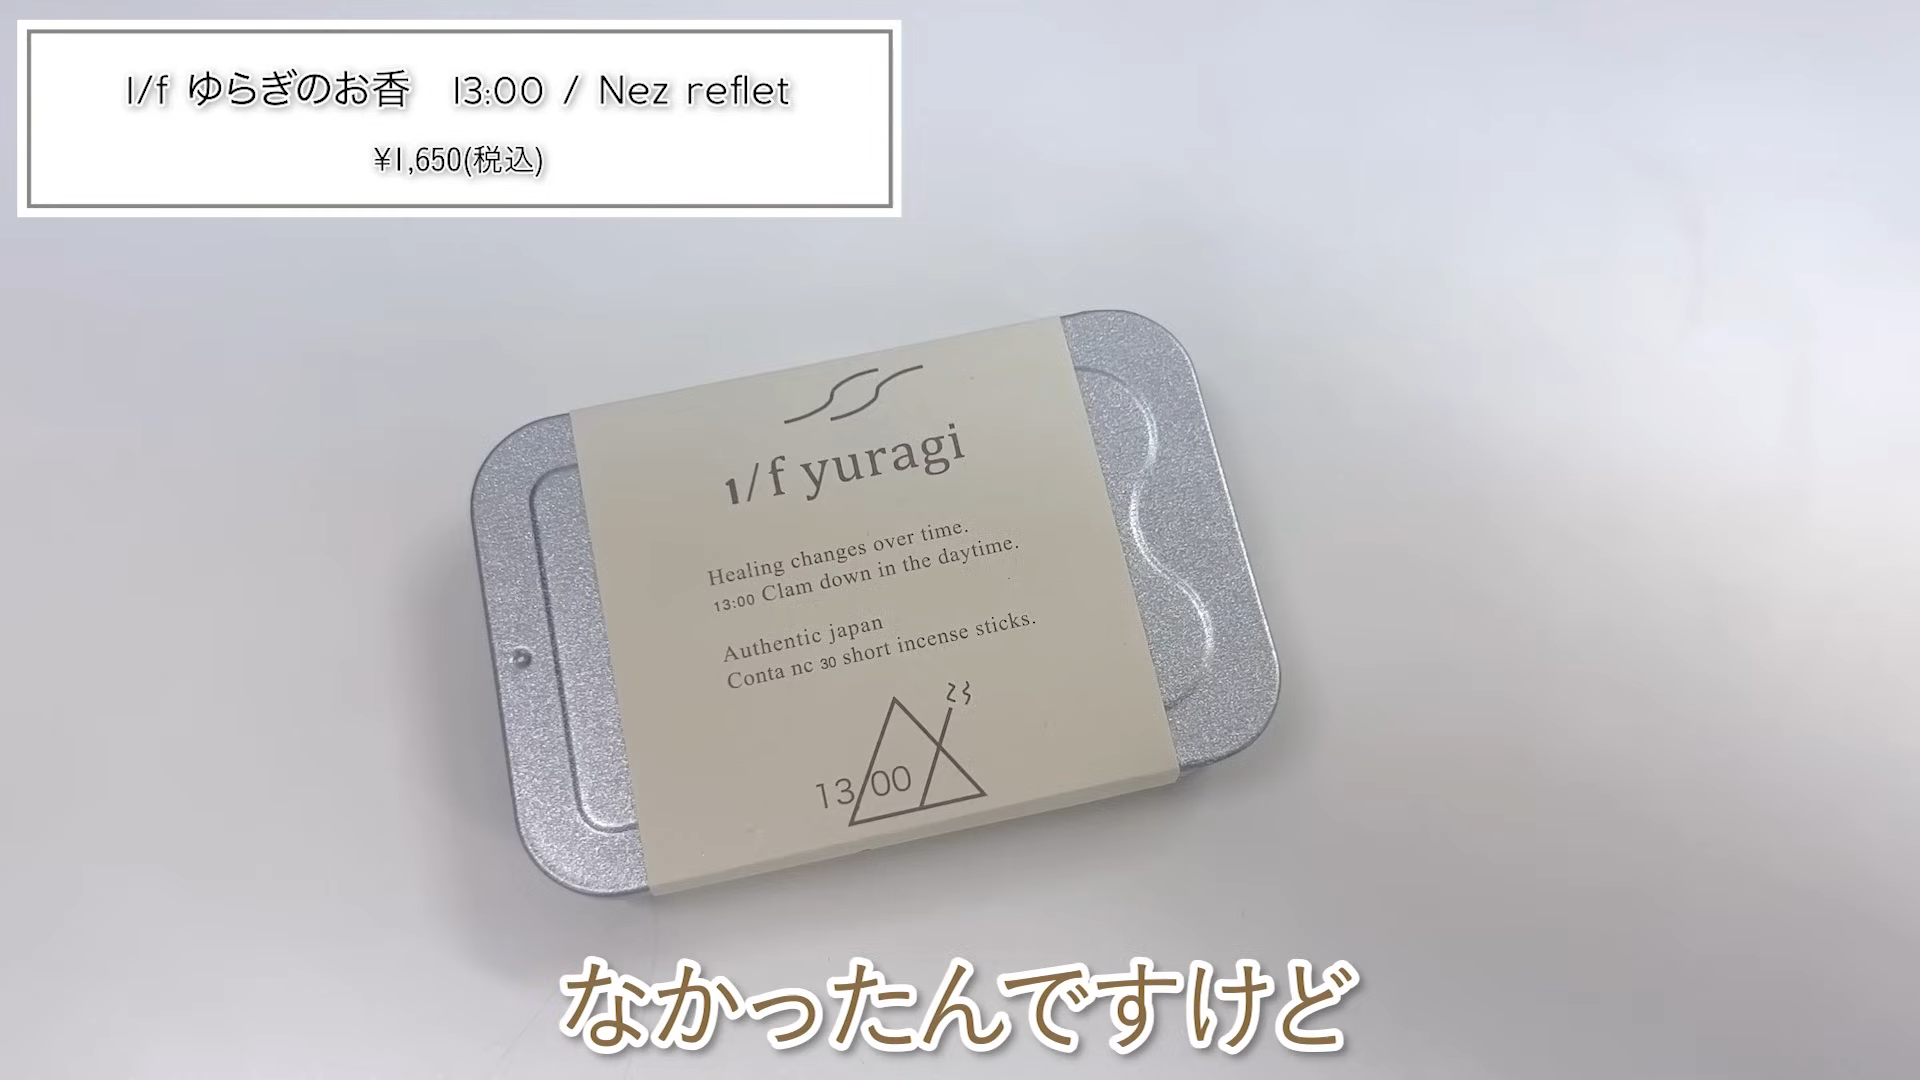 1/f ゆらぎのお香　13:00 / Nez reflet
¥1,650(税込)
1/f yuragi
Healing changes over time.
13:00 Clam down in the daytime.
Authentic japan
Conta nc 30 short incense sticks.
13 00
なかったんですけど